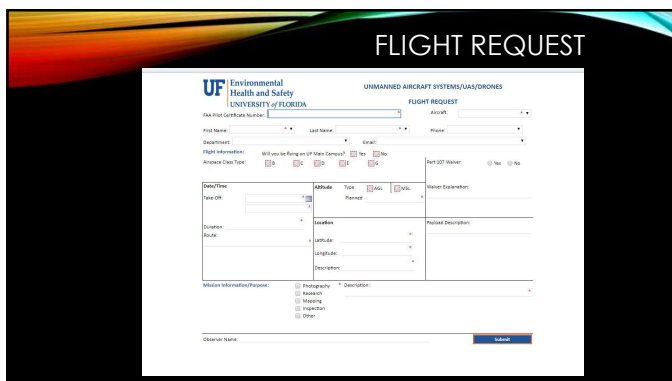 FLIGHT REQUEST
UF Environmental Health and Safety
UNIVERSITY of FLORIDA
UNMANNED AIRCRAFT SYSTEMS/UAS/DRONES
FLIGHT REQUEST
FAA Pilot Certificate Number: * Aircraft: *
First Name: * Last Name: * Phone:
Department: Email:
Flight Information: Will you be flying on UF Main Campus? Yes No
Airspace Class Type: B C D E G Part 107 Waiver Yes No
Date/Time Altitude Type AGL MSL Waiver Explanation:
Take-Off: * Planned *
*
Duration: * Location Payload Description:
Route: * Latitude: *
Longitude: *
Description: *
Mission Information/Purpose: Photography * Description: *
Research
Mapping
Inspection
Other
Observer Name: Submit